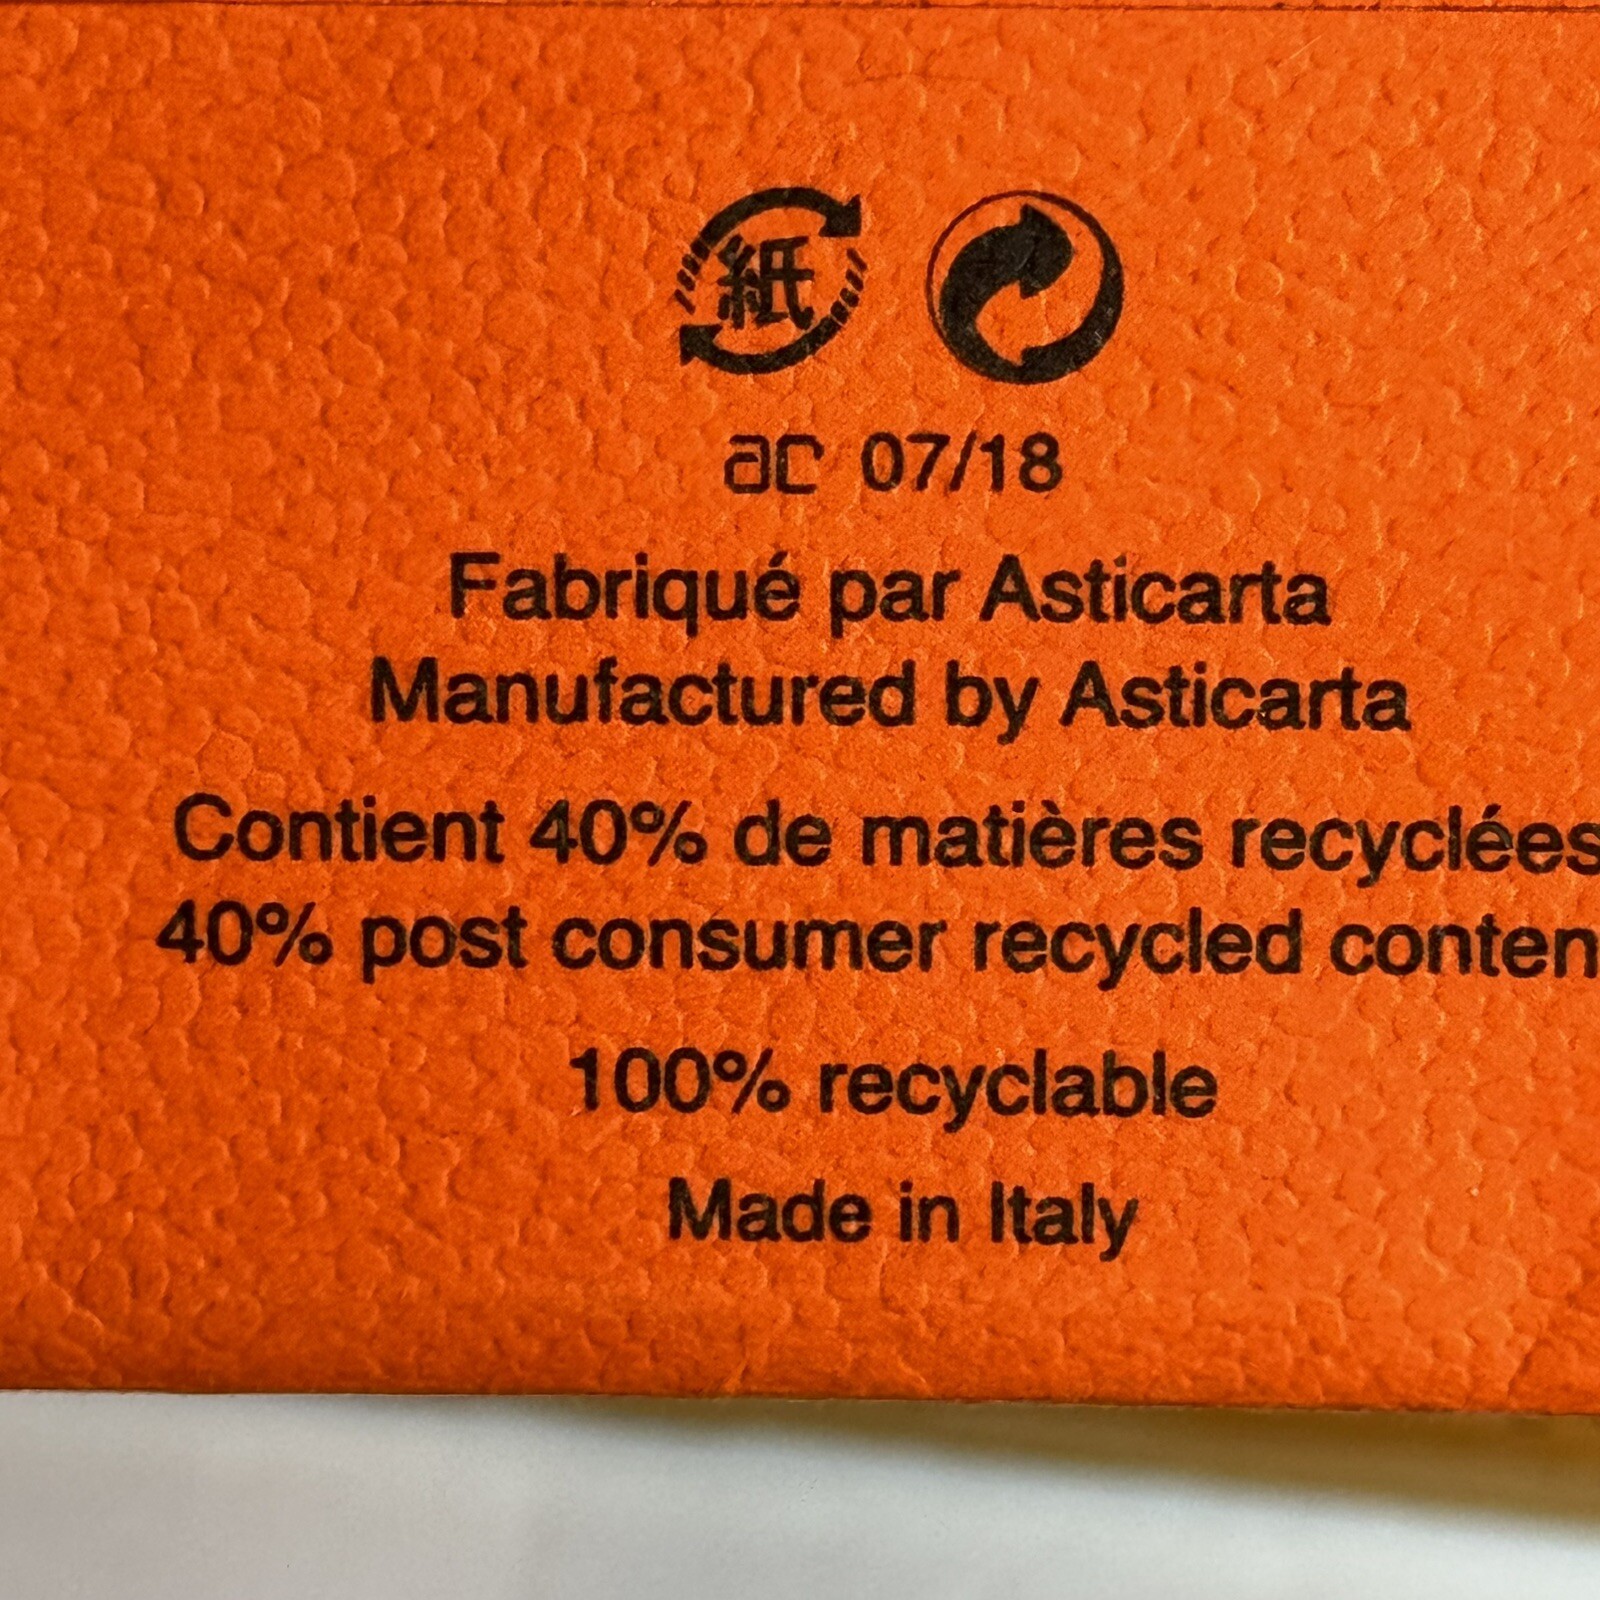 紙
ac 07/18
Fabriqué par Asticarta
Manufactured by Asticarta
Contient 40% de matières recyclées
40% post consumer recycled conten
100% recyclable
Made in Italy